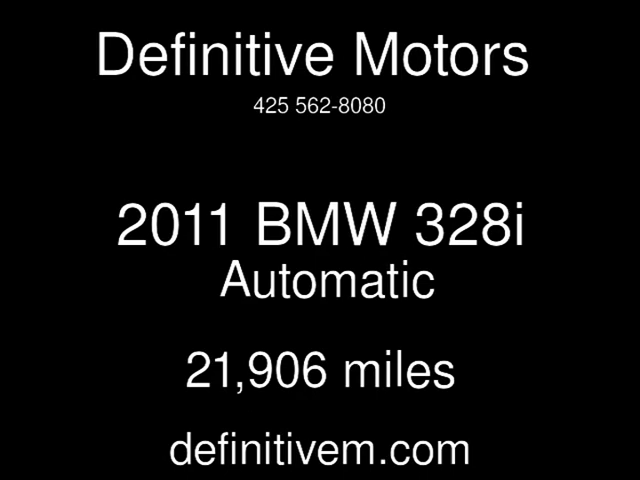 Definitive Motors
425 562-8080
2011 BMW 328i
Automatic
21,906 miles
definitivem.com